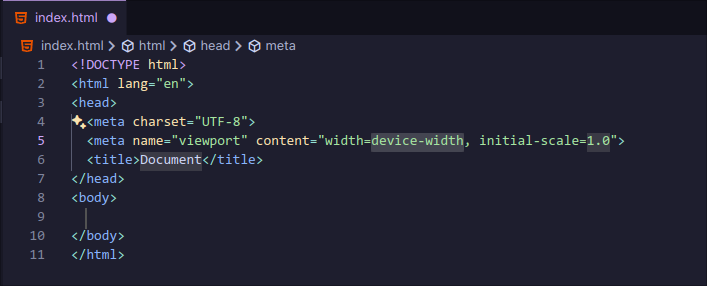 index.html
index.html > html > head > meta
1 <!DOCTYPE html>
2 <html lang="en">
3 <head>
4 <meta charset="UTF-8">
5 <meta name="viewport" content="width=device-width, initial-scale=1.0">
6 <title>Document</title>
7 </head>
8 <body>
9
10 </body>
11 </html>